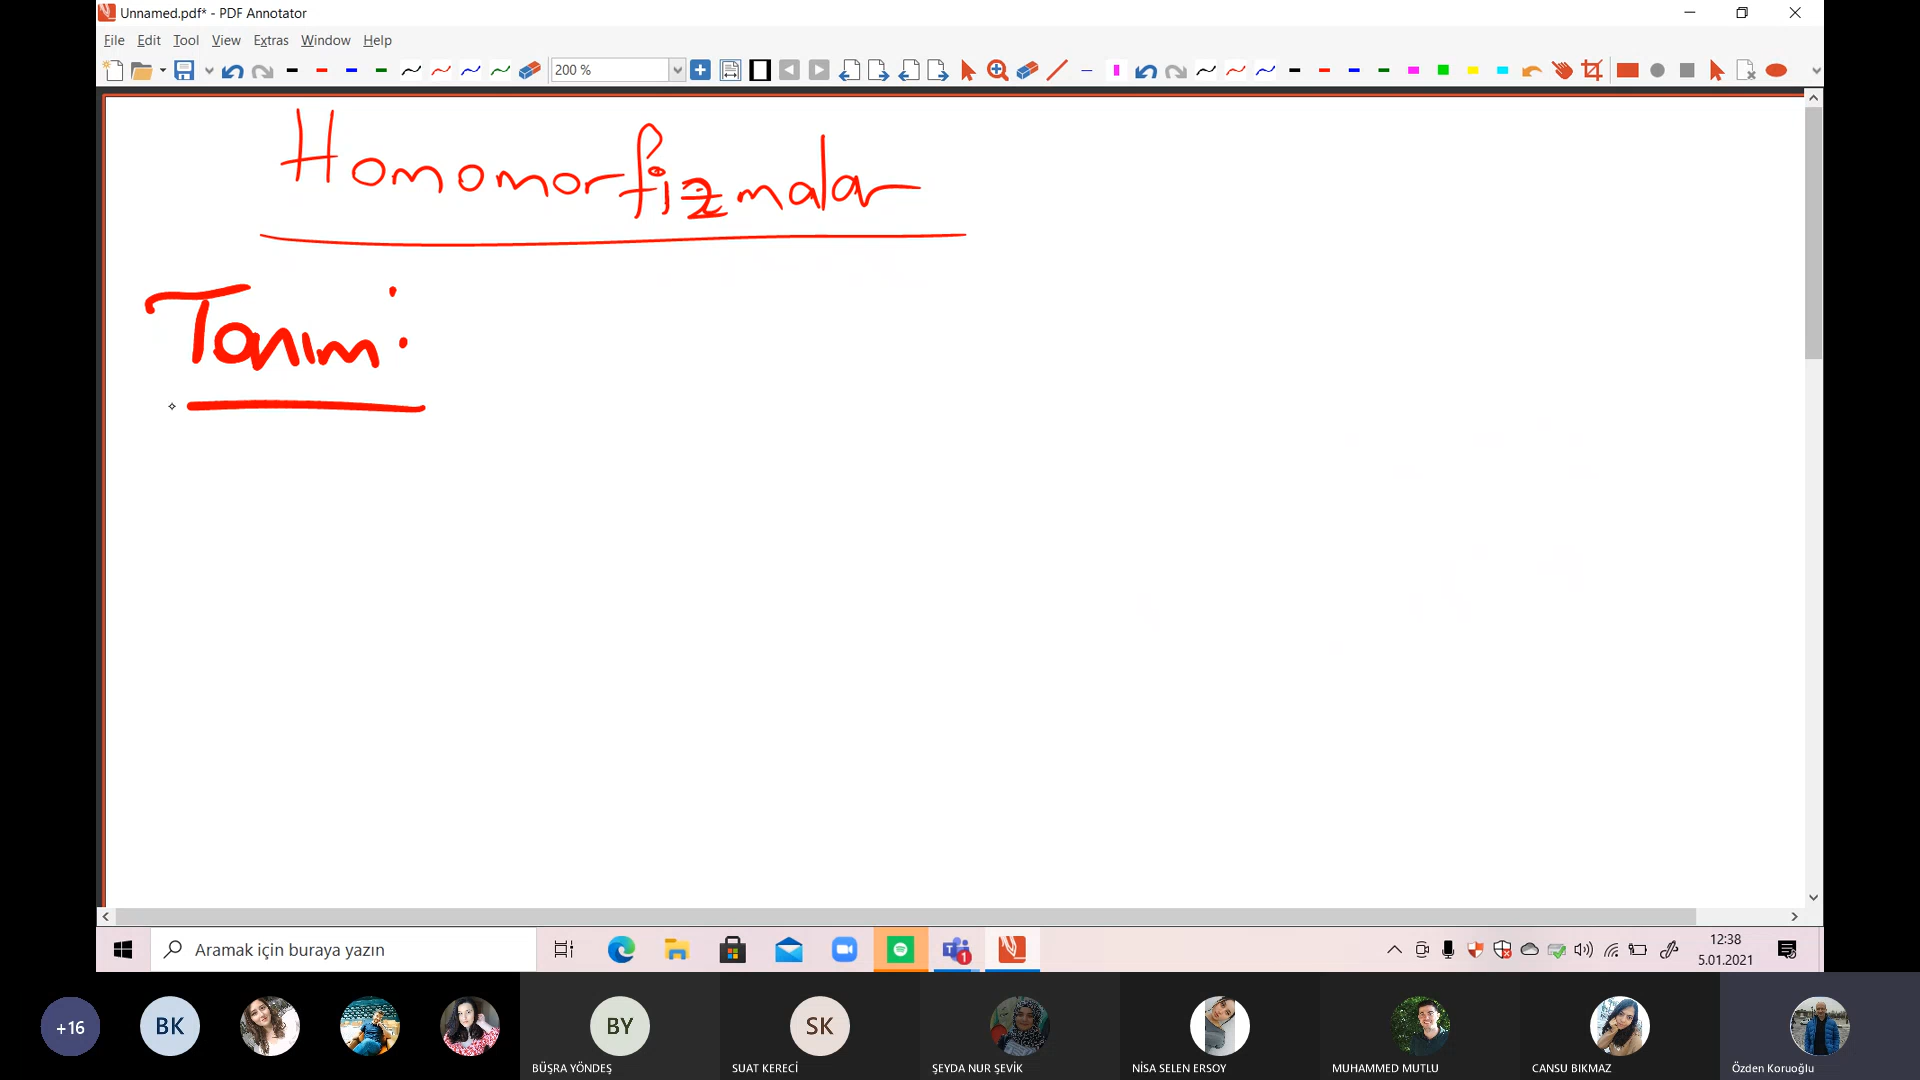 Unnamed.pdf* - PDF Annotator
File Edit Tool View Extras Window Help
200 %
Homomorfizmalar
Tanım:
Aramak için buraya yazın
1
12:38
5.01.2021
+16
BK
BY
SK
BÜŞRA YÖNDEŞ
SUAT KERECİ
ŞEYDA NUR ŞEVİK
NİSA SELEN ERSOY
MUHAMMED MUTLU
CANSU BIKMAZ
Özden Koruoğlu